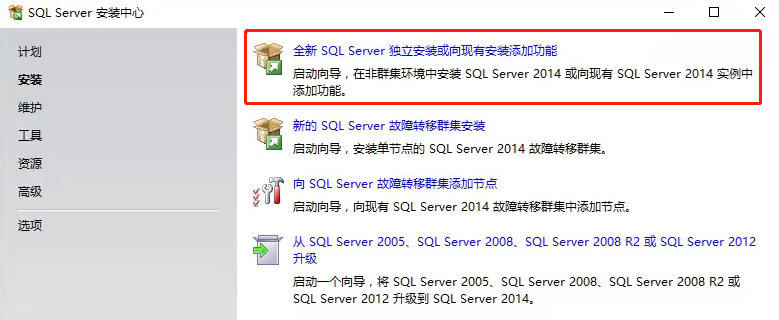 SQL Server 安装中心
计划
安装
维护
工具
资源
高级
选项
全新 SQL Server 独立安装或向现有安装添加功能
启动向导，在非群集环境中安装 SQL Server 2014 或向现有 SQL Server 2014 实例中
添加功能。
新的 SQL Server 故障转移群集安装
启动向导，安装单节点的 SQL Server 2014 故障转移群集。
向 SQL Server 故障转移群集添加节点
启动向导，向现有 SQL Server 2014 故障转移群集中添加节点。
从 SQL Server 2005、SQL Server 2008、SQL Server 2008 R2 或 SQL Server 2012
升级
启动一个向导，将 SQL Server 2005、SQL Server 2008、SQL Server 2008 R2 或
SQL Server 2012 升级到 SQL Server 2014。